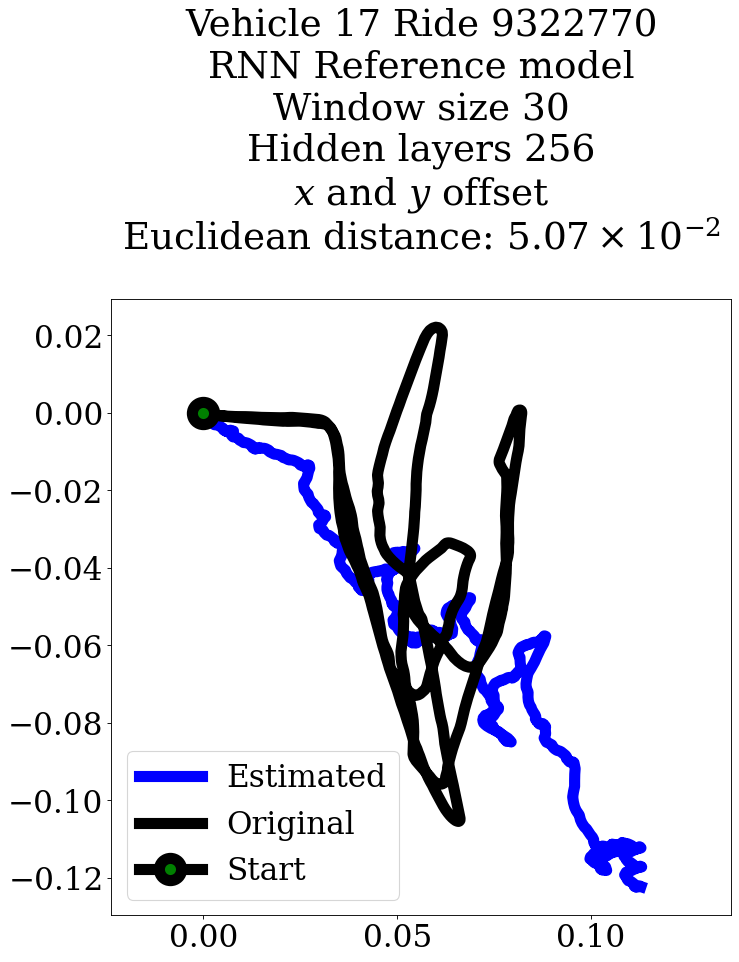 Vehicle 17 Ride 9322770
RNN Reference model
Window size 30
Hidden layers 256
x and y offset
Euclidean distance: 5.07 × 10⁻²
0.02
0.00
−0.02
−0.04
−0.06
−0.08
−0.10
−0.12
Estimated
Original
Start
0.00 0.05 0.10